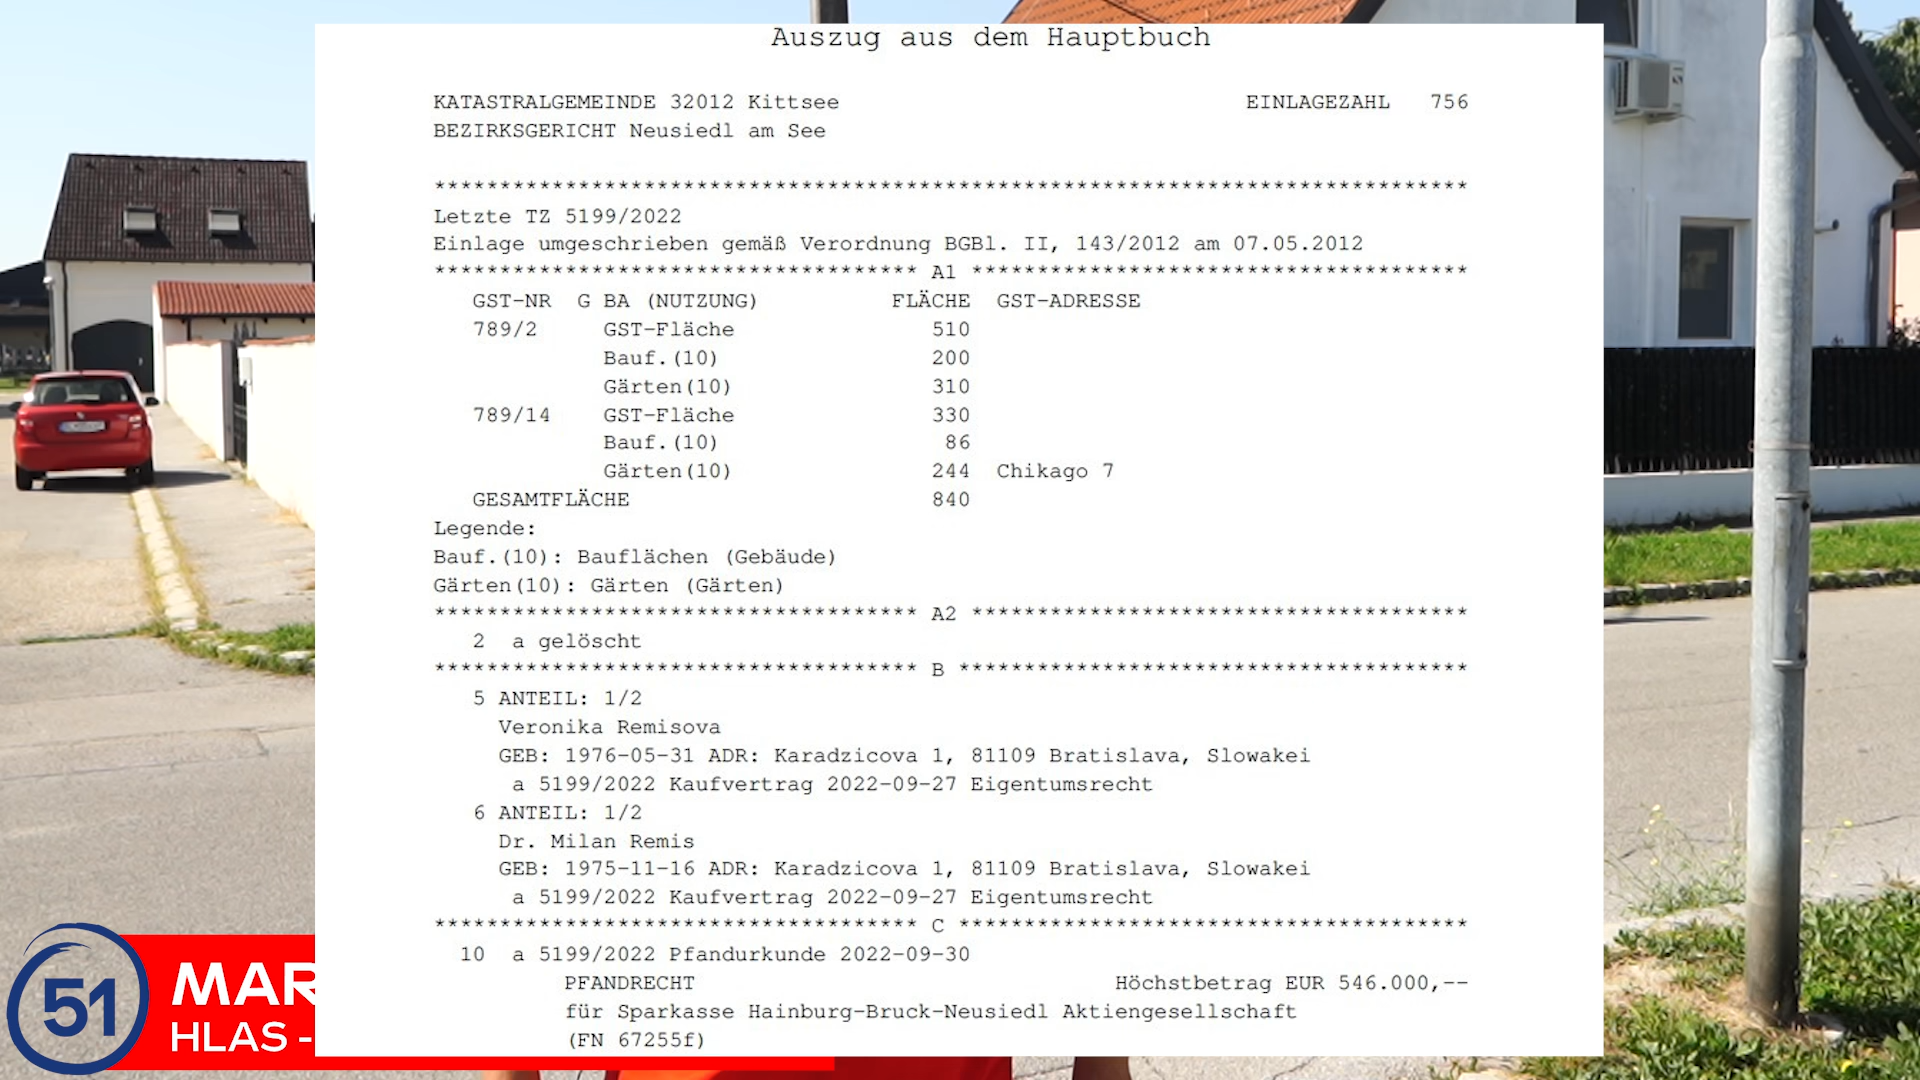 Auszug aus dem Hauptbuch
KATASTRALGEMEINDE 32012 Kittsee EINLAGEZAHL 756
BEZIRKSGERICHT Neusiedl am See
*******************************************************************************
Letzte TZ 5199/2022
Einlage umgeschrieben gemäß Verordnung BGBl. II, 143/2012 am 07.05.2012
************************************* A1 **************************************
GST-NR G BA (NUTZUNG) FLÄCHE GST-ADRESSE
789/2 GST-Fläche 510
Bauf.(10) 200
Gärten(10) 310
789/14 GST-Fläche 330
Bauf.(10) 86
Gärten(10) 244 Chikago 7
GESAMTFLÄCHE 840
Legende:
Bauf.(10): Bauflächen (Gebäude)
Gärten(10): Gärten (Gärten)
************************************* A2 **************************************
2 a gelöscht
************************************* B ***************************************
5 ANTEIL: 1/2
Veronika Remisova
GEB: 1976-05-31 ADR: Karadzicova 1, 81109 Bratislava, Slowakei
a 5199/2022 Kaufvertrag 2022-09-27 Eigentumsrecht
6 ANTEIL: 1/2
Dr. Milan Remis
GEB: 1975-11-16 ADR: Karadzicova 1, 81109 Bratislava, Slowakei
a 5199/2022 Kaufvertrag 2022-09-27 Eigentumsrecht
************************************* C ***************************************
10 a 5199/2022 Pfandurkunde 2022-09-30
PFANDRECHT Höchstbetrag EUR 546.000,--
für Sparkasse Hainburg-Bruck-Neusiedl Aktiengesellschaft
(FN 67255f)
51
MAR
HLAS -